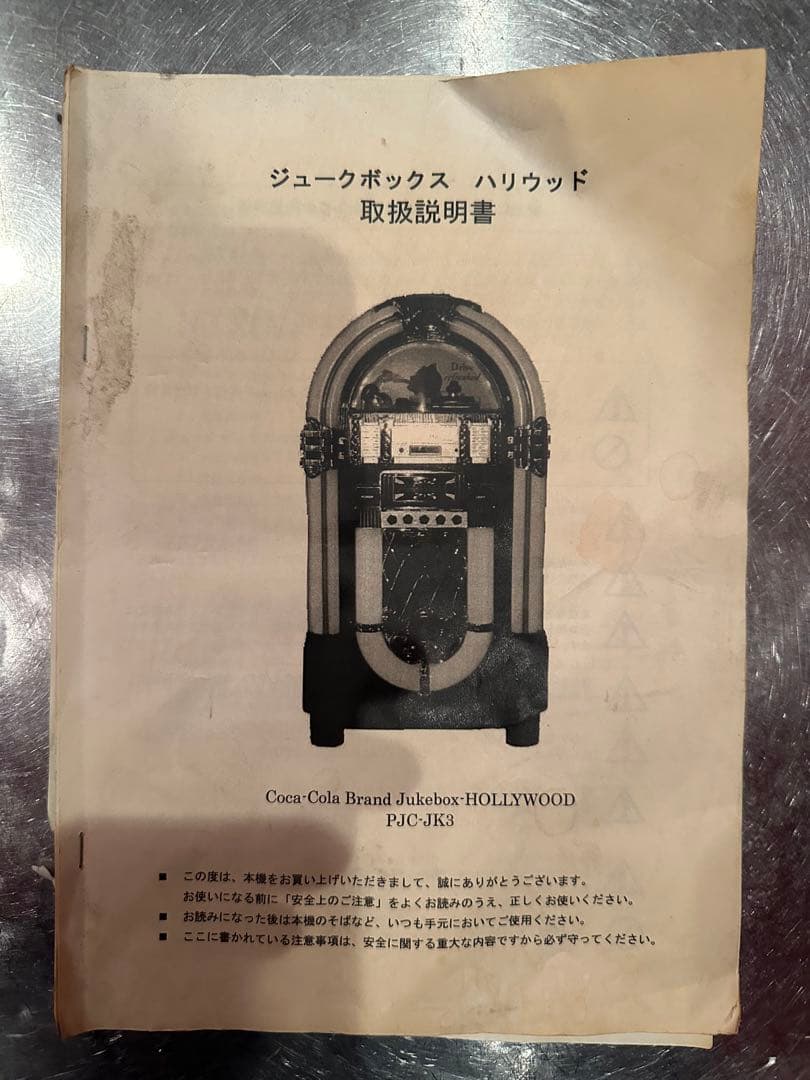 ジュークボックス　ハリウッド
取扱説明書
Drive
refreshed
Coca-Cola Brand Jukebox-HOLLYWOOD
PJC-JK3
■ この度は、本機をお買い上げいただきまして、誠にありがとうございます。
お使いになる前に「安全上のご注意」をよくお読みのうえ、正しくお使いください。
■ お読みになった後は本機のそばなど、いつも手元においてご使用ください。
■ ここに書かれている注意事項は、安全に関する重大な内容ですから必ず守ってください。